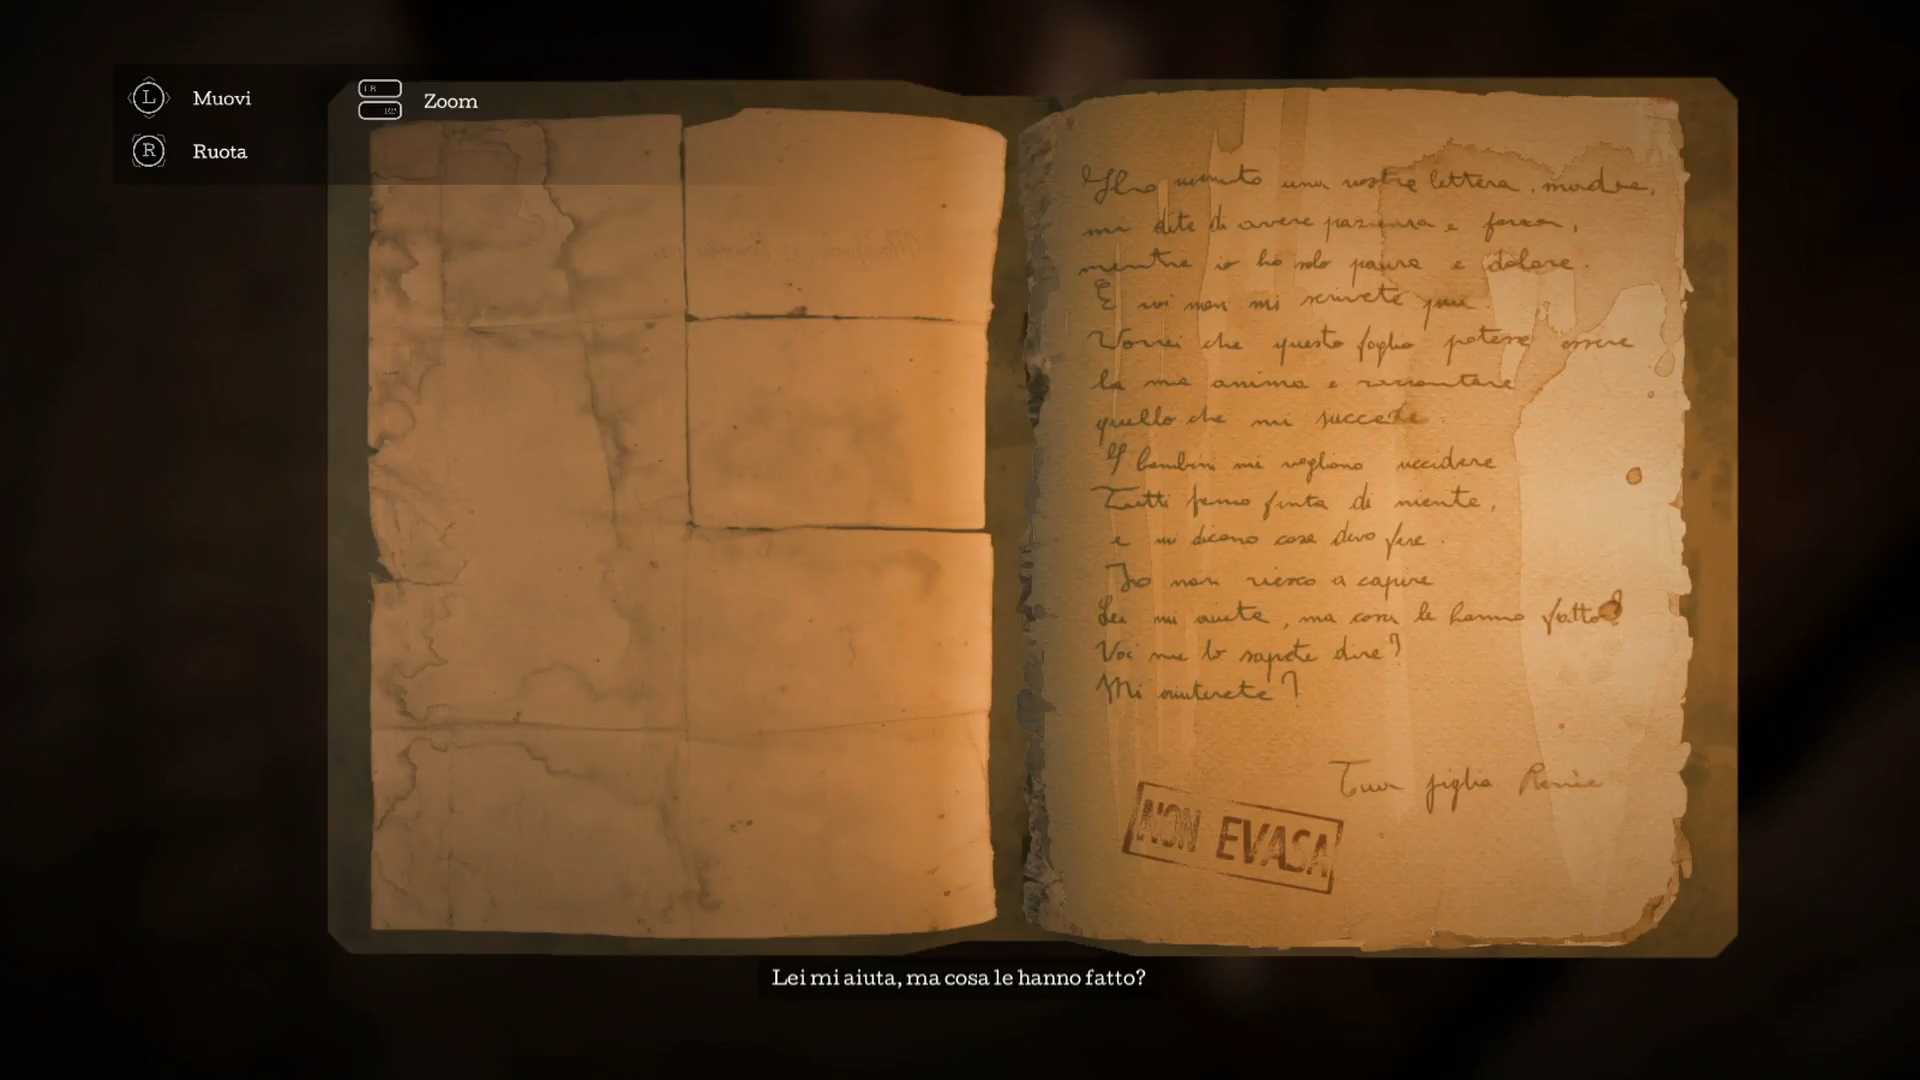 Muovi
Zoom
Ruota
Ho una vostra lettera, madre,
mi dite di avere pazienza e forza,
mentre io ho solo paura e dolore.
E voi non mi scrivete più
Vorrei che questo foglio potesse essere
la mia anima e raccontare
quello che mi succede
I bambini mi vogliono uccidere
Tutti fanno finta di niente,
e mi dicono cosa devo fare.
Io non riesco a capire
Lei mi aiuta, ma cosa le hanno fatto?
Voi me lo sapete dire?
Mi aiuterete?
Tua figlia Renée
NON EVASA
Lei mi aiuta, ma cosa le hanno fatto?